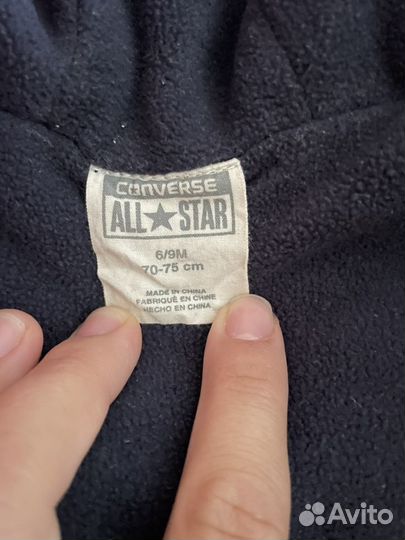 CONVERSE
ALL★STAR
6/9M
70-75 cm
MADE IN CHINA
FABRIQUÉ EN CHINE
HECHO EN CHINA
Avito